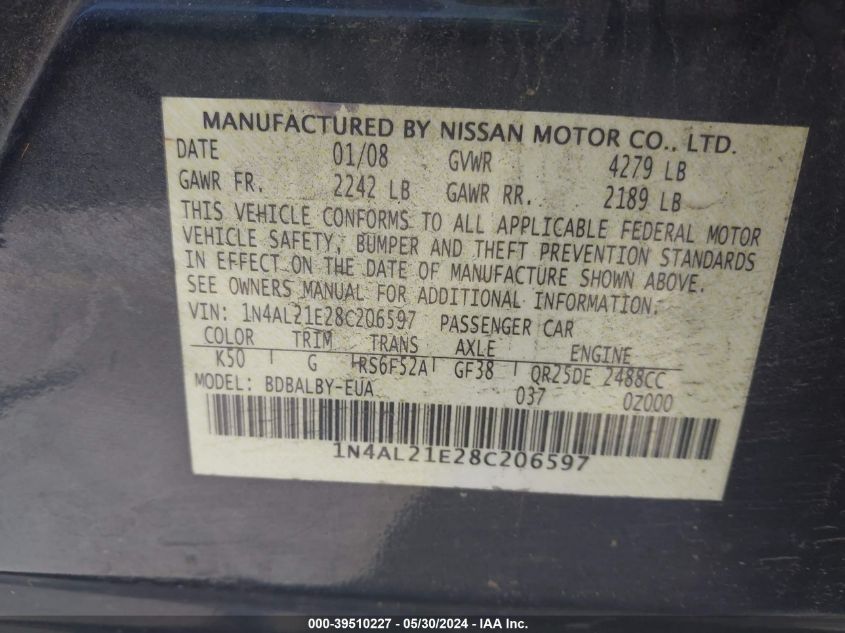 MANUFACTURED BY NISSAN MOTOR CO., LTD.
DATE 01/08 GVWR 4279 LB
GAWR FR. 2242 LB GAWR RR. 2189 LB
THIS VEHICLE CONFORMS TO ALL APPLICABLE FEDERAL MOTOR
VEHICLE SAFETY, BUMPER AND THEFT PREVENTION STANDARDS
IN EFFECT ON THE DATE OF MANUFACTURE SHOWN ABOVE.
SEE OWNERS MANUAL FOR ADDITIONAL INFORMATION.
VIN: 1N4AL21E28C206597 PASSENGER CAR
COLOR TRIM TRANS AXLE ENGINE
K50 G RS6F52A GF38 QR25DE 2488CC
MODEL: BDBALBY-EUA 037 0Z000
1N4AL21E28C206597
000-39510227 - 05/30/2024 - IAA Inc.